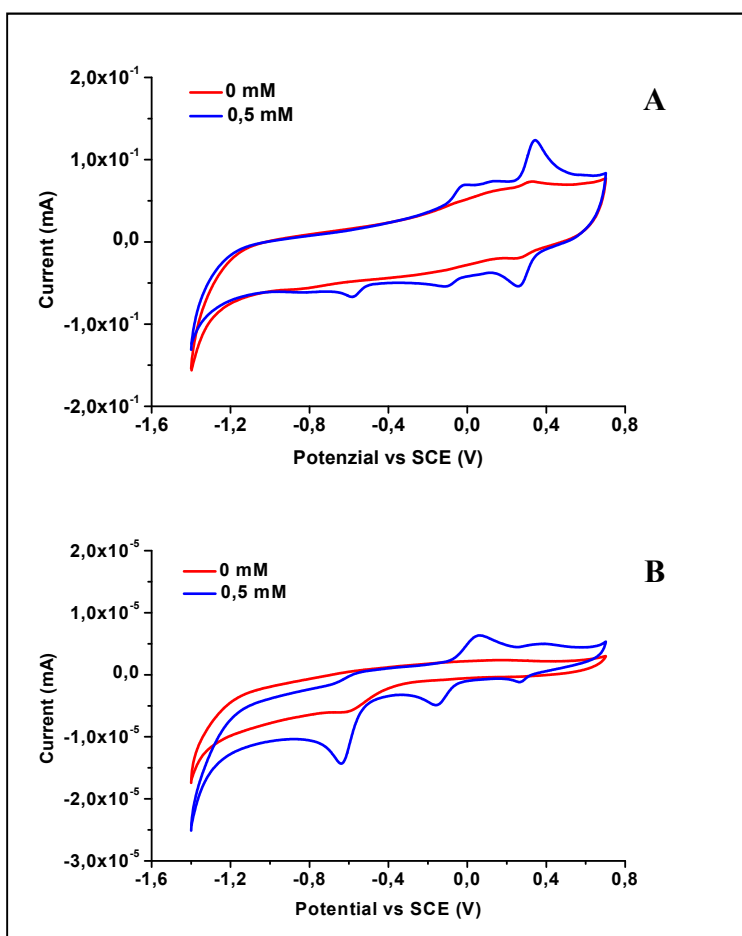 2,0x10⁻¹
0 mM
0,5 mM
A
1,0x10⁻¹
0,0
-1,0x10⁻¹
-2,0x10⁻¹
Current (mA)
-1,6 -1,2 -0,8 -0,4 0,0 0,4 0,8
Potenzial vs SCE (V)
2,0x10⁻⁵
0 mM
0,5 mM
B
1,0x10⁻⁵
0,0
-1,0x10⁻⁵
-2,0x10⁻⁵
-3,0x10⁻⁵
Current (mA)
-1,6 -1,2 -0,8 -0,4 0,0 0,4 0,8
Potential vs SCE (V)